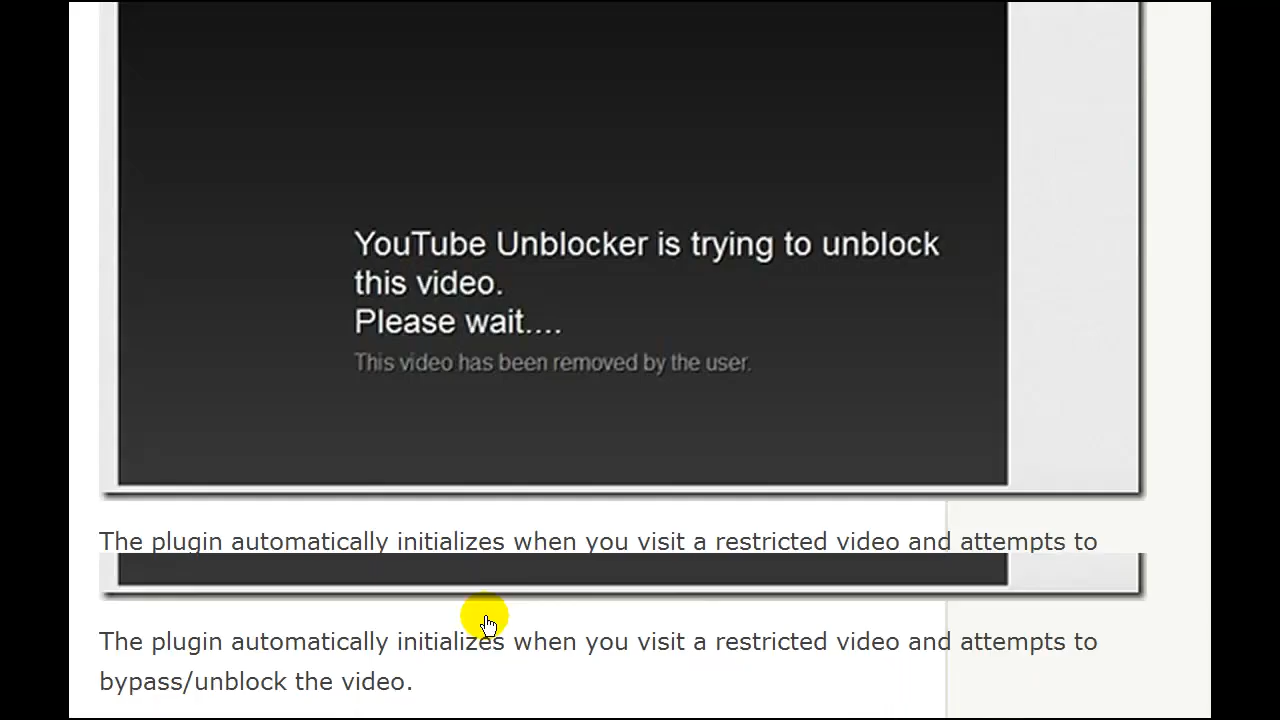 YouTube Unblocker is trying to unblock
this video.
Please wait....
This video has been removed by the user.
The plugin automatically initializes when you visit a restricted video and attempts to
The plugin automatically initializes when you visit a restricted video and attempts to
bypass/unblock the video.